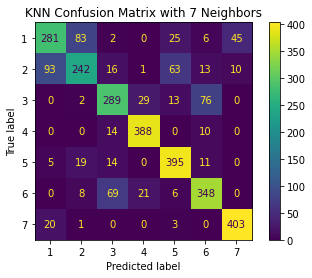 KNN Confusion Matrix with 7 Neighbors
1 281 83 2 0 25 6 45
2 93 242 16 1 63 13 10
3 0 2 289 29 13 76 0
4 0 0 14 388 0 10 0
5 5 19 14 0 395 11 0
6 0 8 69 21 6 348 0
7 20 1 0 0 3 0 403
1 2 3 4 5 6 7
Predicted label
True label
400
350
300
250
200
150
100
50
0